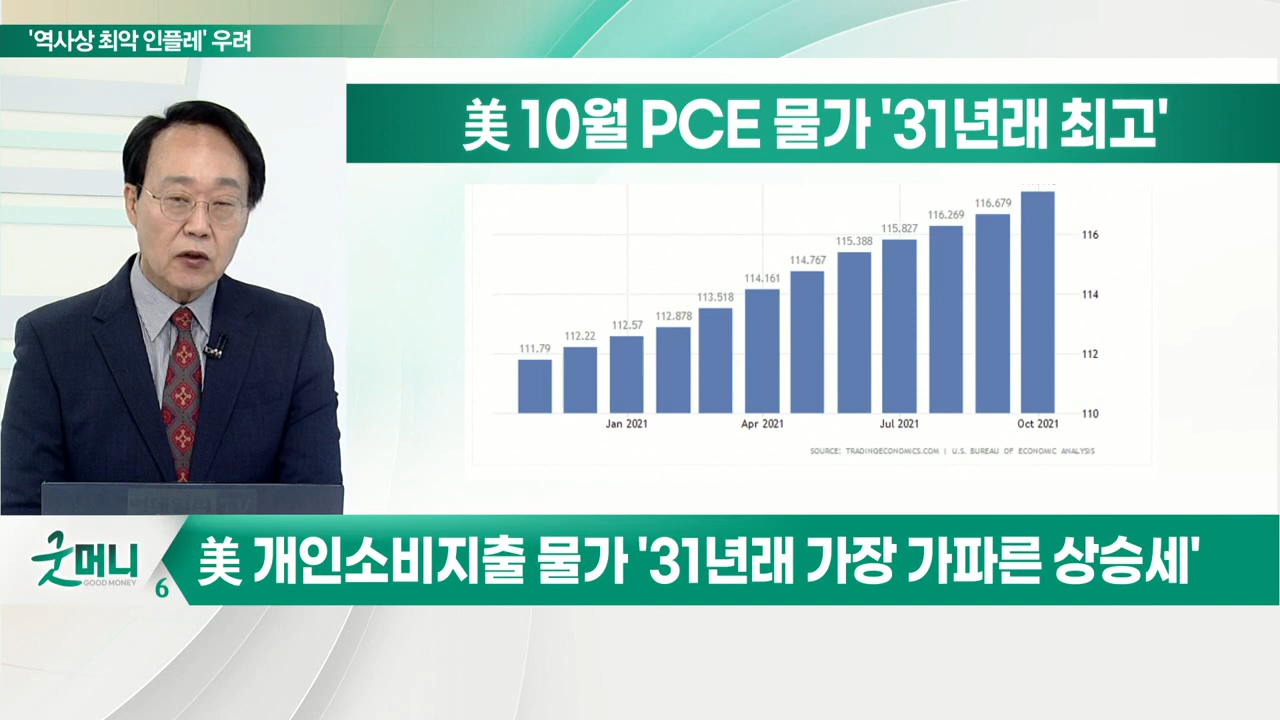 '역사상 최악 인플레' 우려
美 10월 PCE 물가 '31년래 최고'
111.79
112.22
112.57
112.878
113.518
114.161
114.767
115.388
115.827
116.269
116.679
116
114
112
110
Jan 2021
Apr 2021
Jul 2021
Oct 2021
SOURCE: TRADINGECONOMICS.COM | U.S. BUREAU OF ECONOMIC ANALYSIS
굿머니
GOOD MONEY
6
美 개인소비지출 물가 '31년래 가장 가파른 상승세'